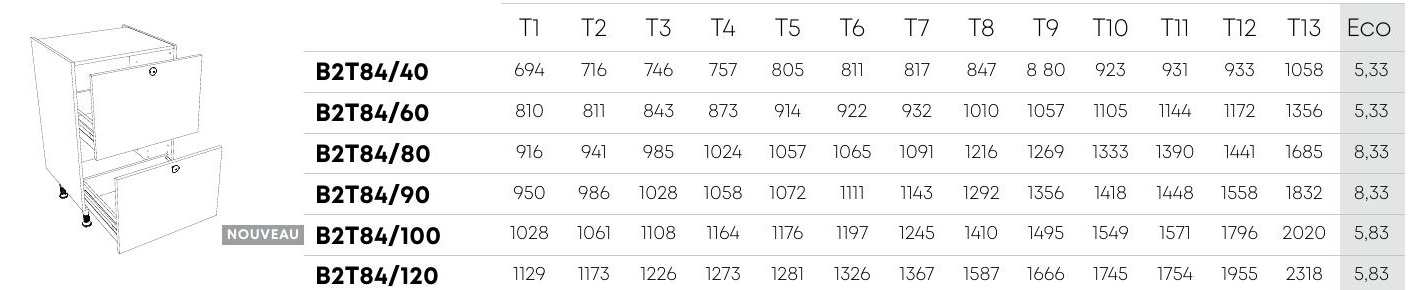 T1 T2 T3 T4 T5 T6 T7 T8 T9 T10 T11 T12 T13 Eco
B2T84/40 694 716 746 757 805 811 817 847 8 80 923 931 933 1058 5,33
B2T84/60 810 811 843 873 914 922 932 1010 1057 1105 1144 1172 1356 5,33
B2T84/80 916 941 985 1024 1057 1065 1091 1216 1269 1333 1390 1441 1685 8,33
B2T84/90 950 986 1028 1058 1072 1111 1143 1292 1356 1418 1448 1558 1832 8,33
NOUVEAU B2T84/100 1028 1061 1108 1164 1176 1197 1245 1410 1495 1549 1571 1796 2020 5,83
B2T84/120 1129 1173 1226 1273 1281 1326 1367 1587 1666 1745 1754 1955 2318 5,83